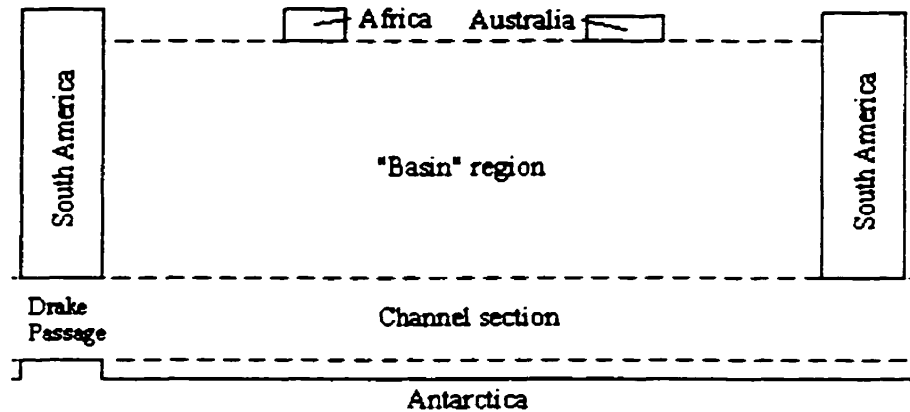 Africa
Australia
South America
South America
"Basin" region
Drake
Passage
Channel section
Antarctica